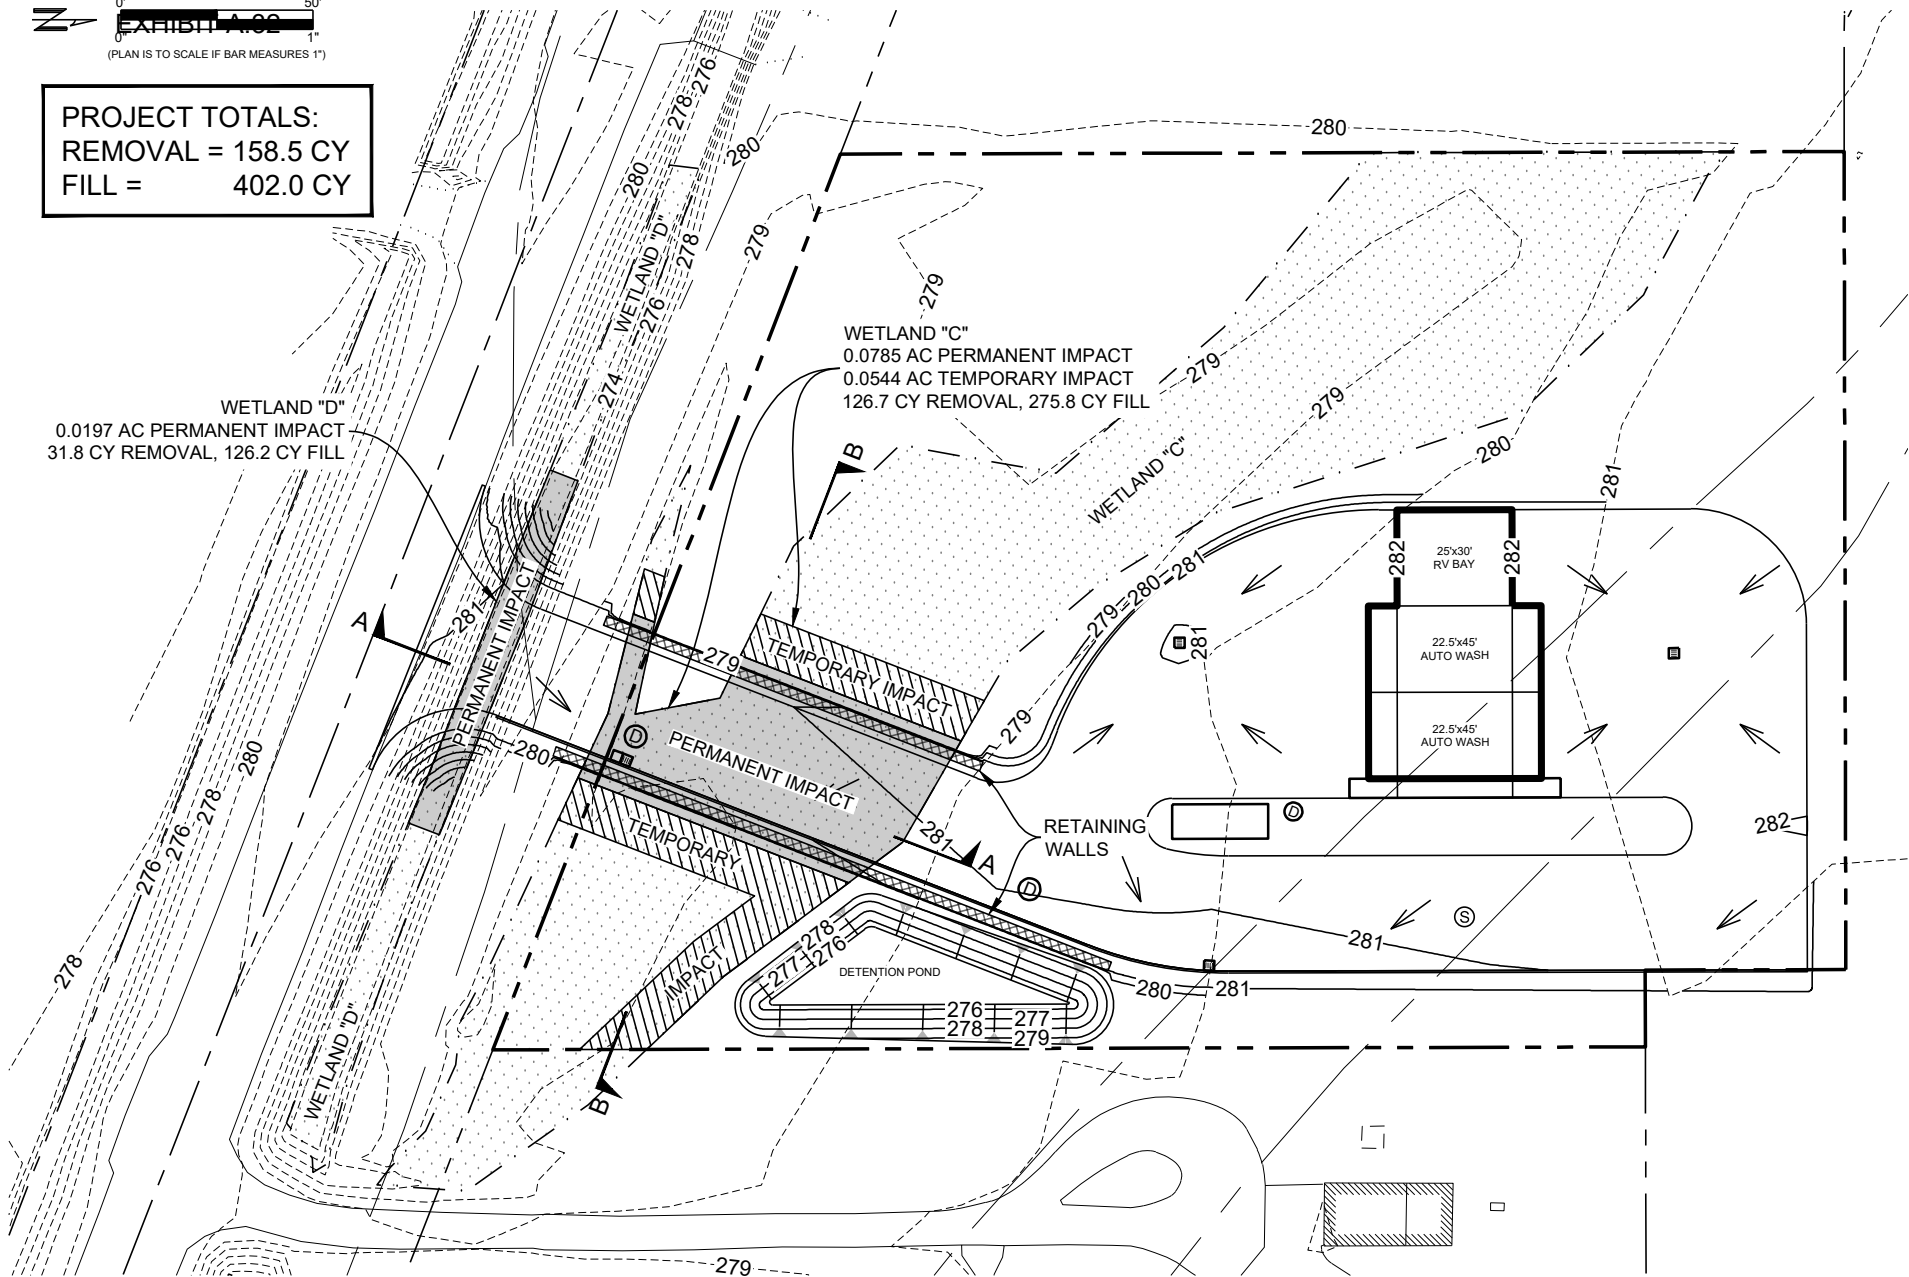 0'
50'
EXHIBIT A.02
0"
1"
(PLAN IS TO SCALE IF BAR MEASURES 1")
PROJECT TOTALS:
REMOVAL = 158.5 CY
FILL = 402.0 CY
276
278
280
280
280
WETLAND "D"
278
279
276
279
274
WETLAND "C"
0.0785 AC PERMANENT IMPACT
0.0544 AC TEMPORARY IMPACT
126.7 CY REMOVAL, 275.8 CY FILL
279
279
WETLAND "D"
0.0197 AC PERMANENT IMPACT
31.8 CY REMOVAL, 126.2 CY FILL
B
WETLAND "C"
280
281
282
25'x30'
RV BAY
282
281
280
279
A
281
PERMANENT IMPACT
279
TEMPORARY IMPACT
281
22.5'x45'
AUTO WASH
22.5'x45'
AUTO WASH
279
D
PERMANENT IMPACT
280
280
278
276
276
TEMPORARY
281
A
RETAINING
WALLS
D
D
282
S
281
278
IMPACT
278
276
277
DETENTION POND
276
277
278
279
280
281
WETLAND "D"
B
279